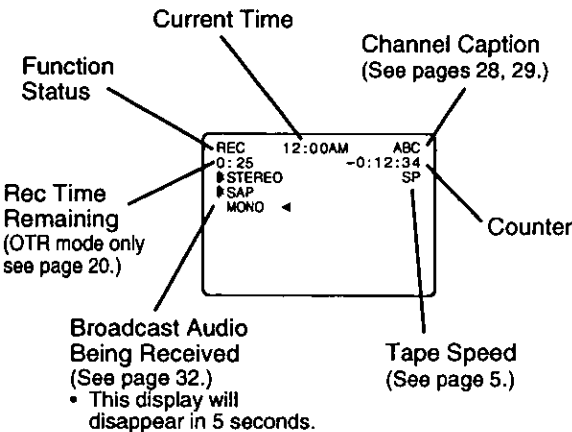 Current Time
Channel Caption
(See pages 28, 29.)
Function
Status
REC 12:00AM ABC
0:25 -0:12:34
▶STEREO SP
▶SAP
MONO ◀
Rec Time
Remaining
(OTR mode only
see page 20.)
Counter
Broadcast Audio
Being Received
(See page 32.)
• This display will
disappear in 5 seconds.
Tape Speed
(See page 5.)